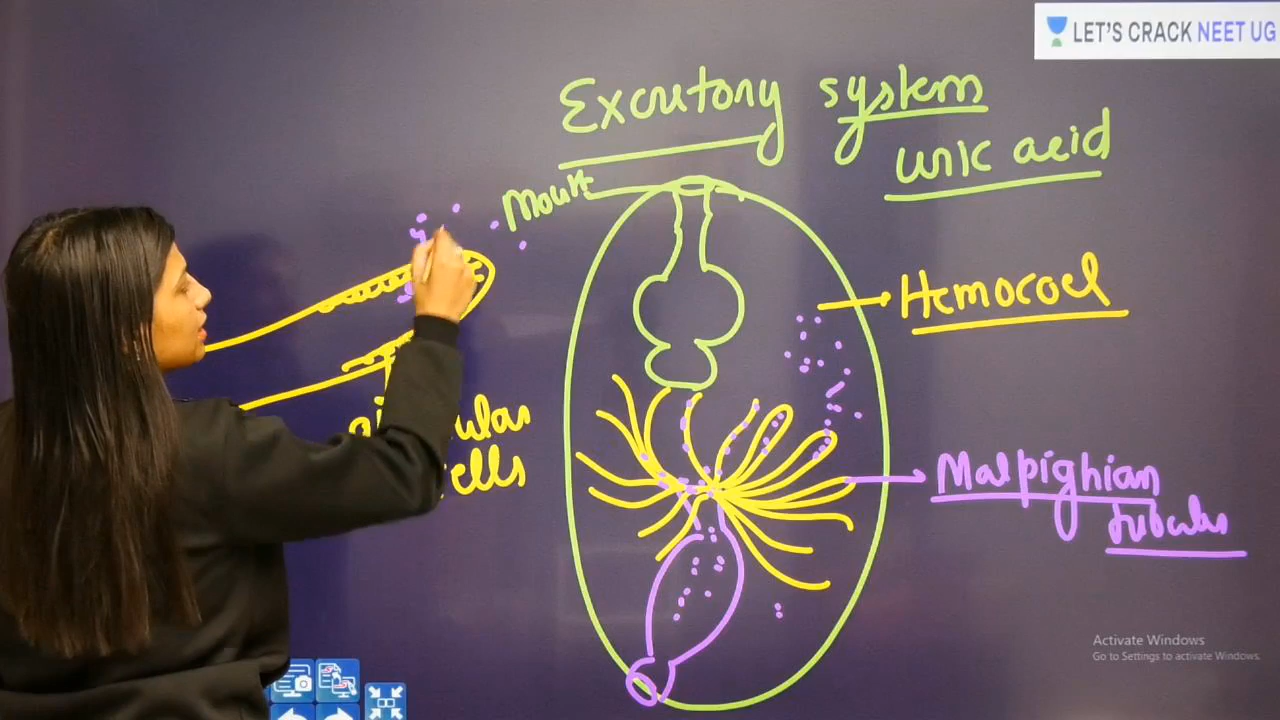 LET'S CRACK NEET UG
Excretory system
uric acid
Mouth
Hemocoel
cells
Malpighian
tubules
Activate Windows
Go to Settings to activate Windows.